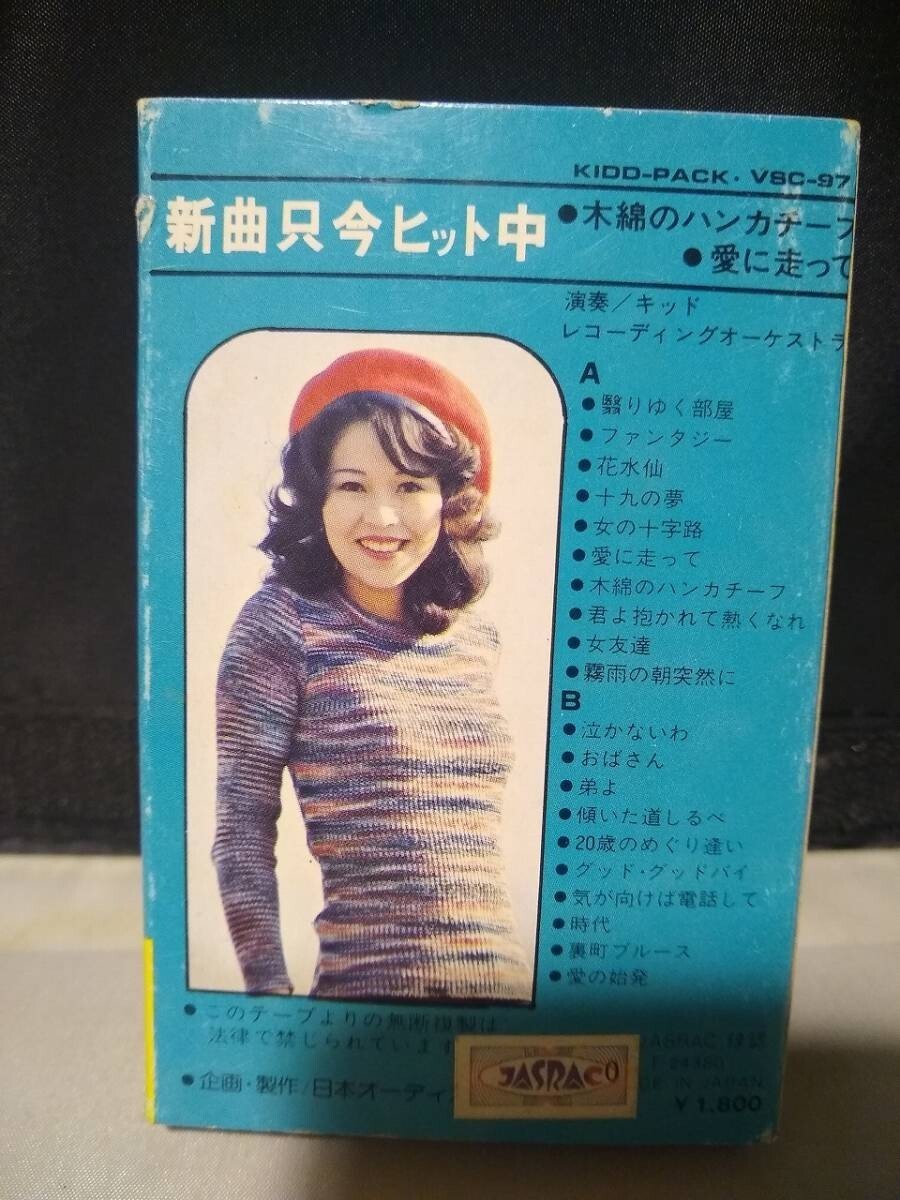 KIDD-PACK・VSC-97
新曲只今ヒット中
●木綿のハンカチーフ
●愛に走って
演奏/キッド
レコーディングオーケストラ
A
●翳りゆく部屋
●ファンタジー
●花水仙
●十九の夢
●女の十字路
●愛に走って
●木綿のハンカチーフ
●君よ抱かれて熱くなれ
●女友達
●霧雨の朝突然に
B
●泣かないわ
●おばさん
●弟よ
●傾いた道しるべ
●20歳のめぐり逢い
●グッド・グッドバイ
●気が向けば電話して
●時代
●裏町ブルース
●愛の始発
●このテープよりの無断複製は
法律で禁じられています
JASRAC
●企画・製作/日本オーディ
JASRAC 0
IN JAPAN
¥1,800